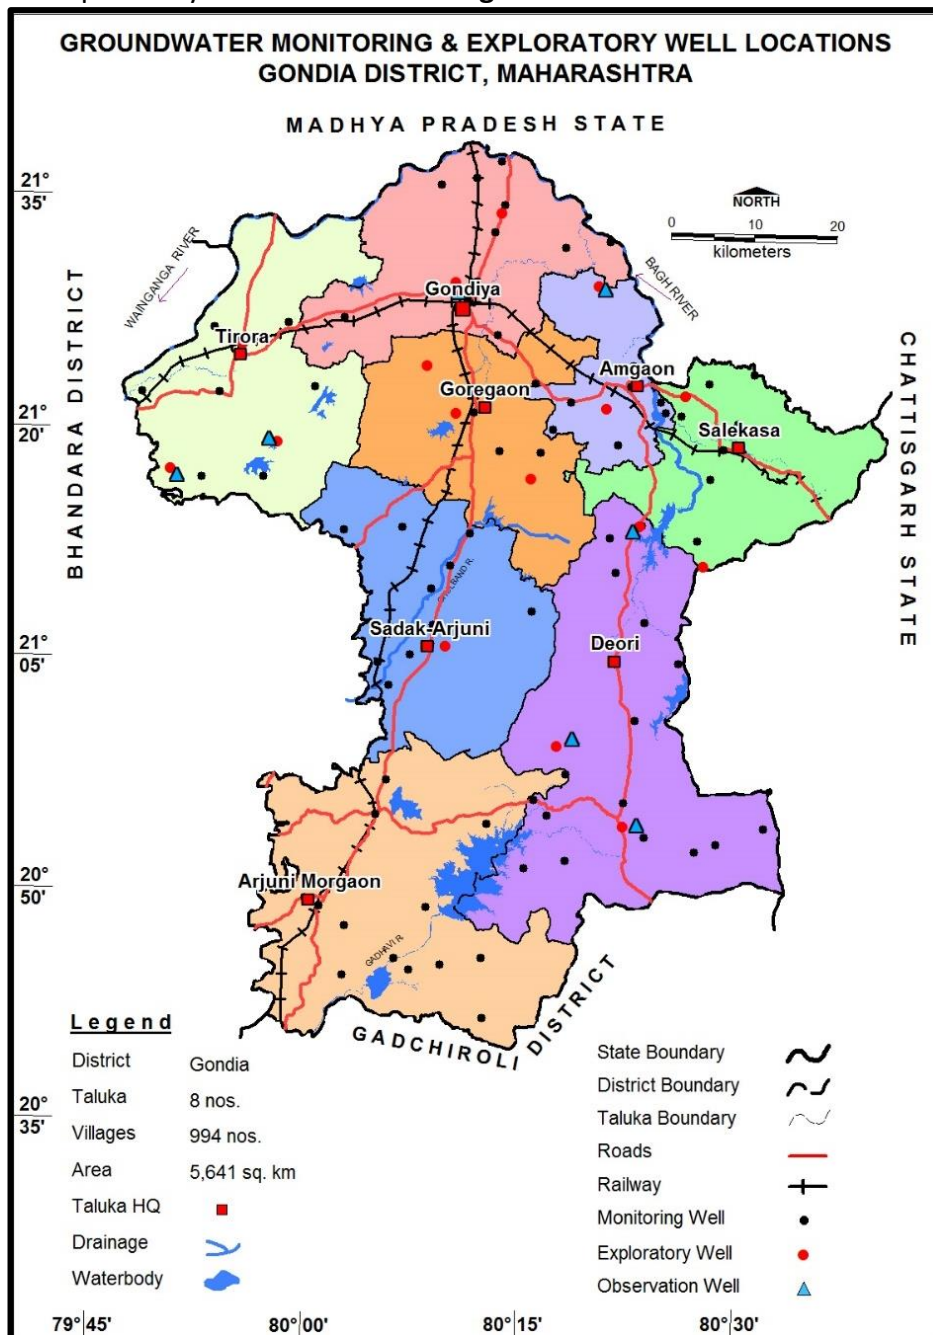 GROUNDWATER MONITORING & EXPLORATORY WELL LOCATIONS
GONDIA DISTRICT, MAHARASHTRA
MADHYA PRADESH STATE
21°
35'
NORTH
0 10 20
kilometers
WAINGANGA RIVER
BAGH RIVER
Gondiya
Tirora
BHANDARA DISTRICT
CHATTISGARH STATE
Amgaon
Goregaon
21°
20'
Salekasa
Sadak-Arjuni
Deori
21°
05'
20°
50'
Arjuni Morgaon
GADHAVI R.
GADCHIROLI DISTRICT
Legend
District Gondia
Taluka 8 nos.
Villages 994 nos.
Area 5,641 sq. km
Taluka HQ
Drainage
Waterbody
State Boundary
District Boundary
Taluka Boundary
Roads
Railway
Monitoring Well
Exploratory Well
Observation Well
20°
35'
79°45' 80°00' 80°15' 80°30'